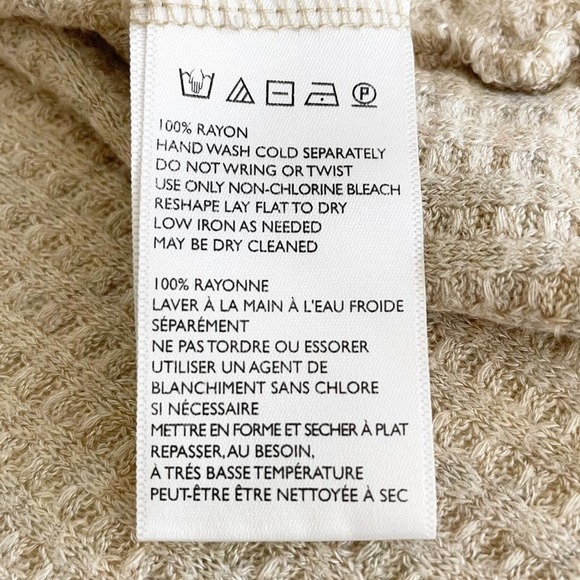 P
100% RAYON
HAND WASH COLD SEPARATELY
DO NOT WRING OR TWIST
USE ONLY NON-CHLORINE BLEACH
RESHAPE LAY FLAT TO DRY
LOW IRON AS NEEDED
MAY BE DRY CLEANED
100% RAYONNE
LAVER À LA MAIN À L'EAU FROIDE
SÉPARÉMENT
NE PAS TORDRE OU ESSORER
UTILISER UN AGENT DE
BLANCHIMENT SANS CHLORE
SI NÉCESSAIRE
METTRE EN FORME ET SECHER À PLAT
REPASSER, AU BESOIN,
À TRÉS BASSE TEMPÉRATURE
PEUT-ÊTRE ÊTRE NETTOYÉE À SEC